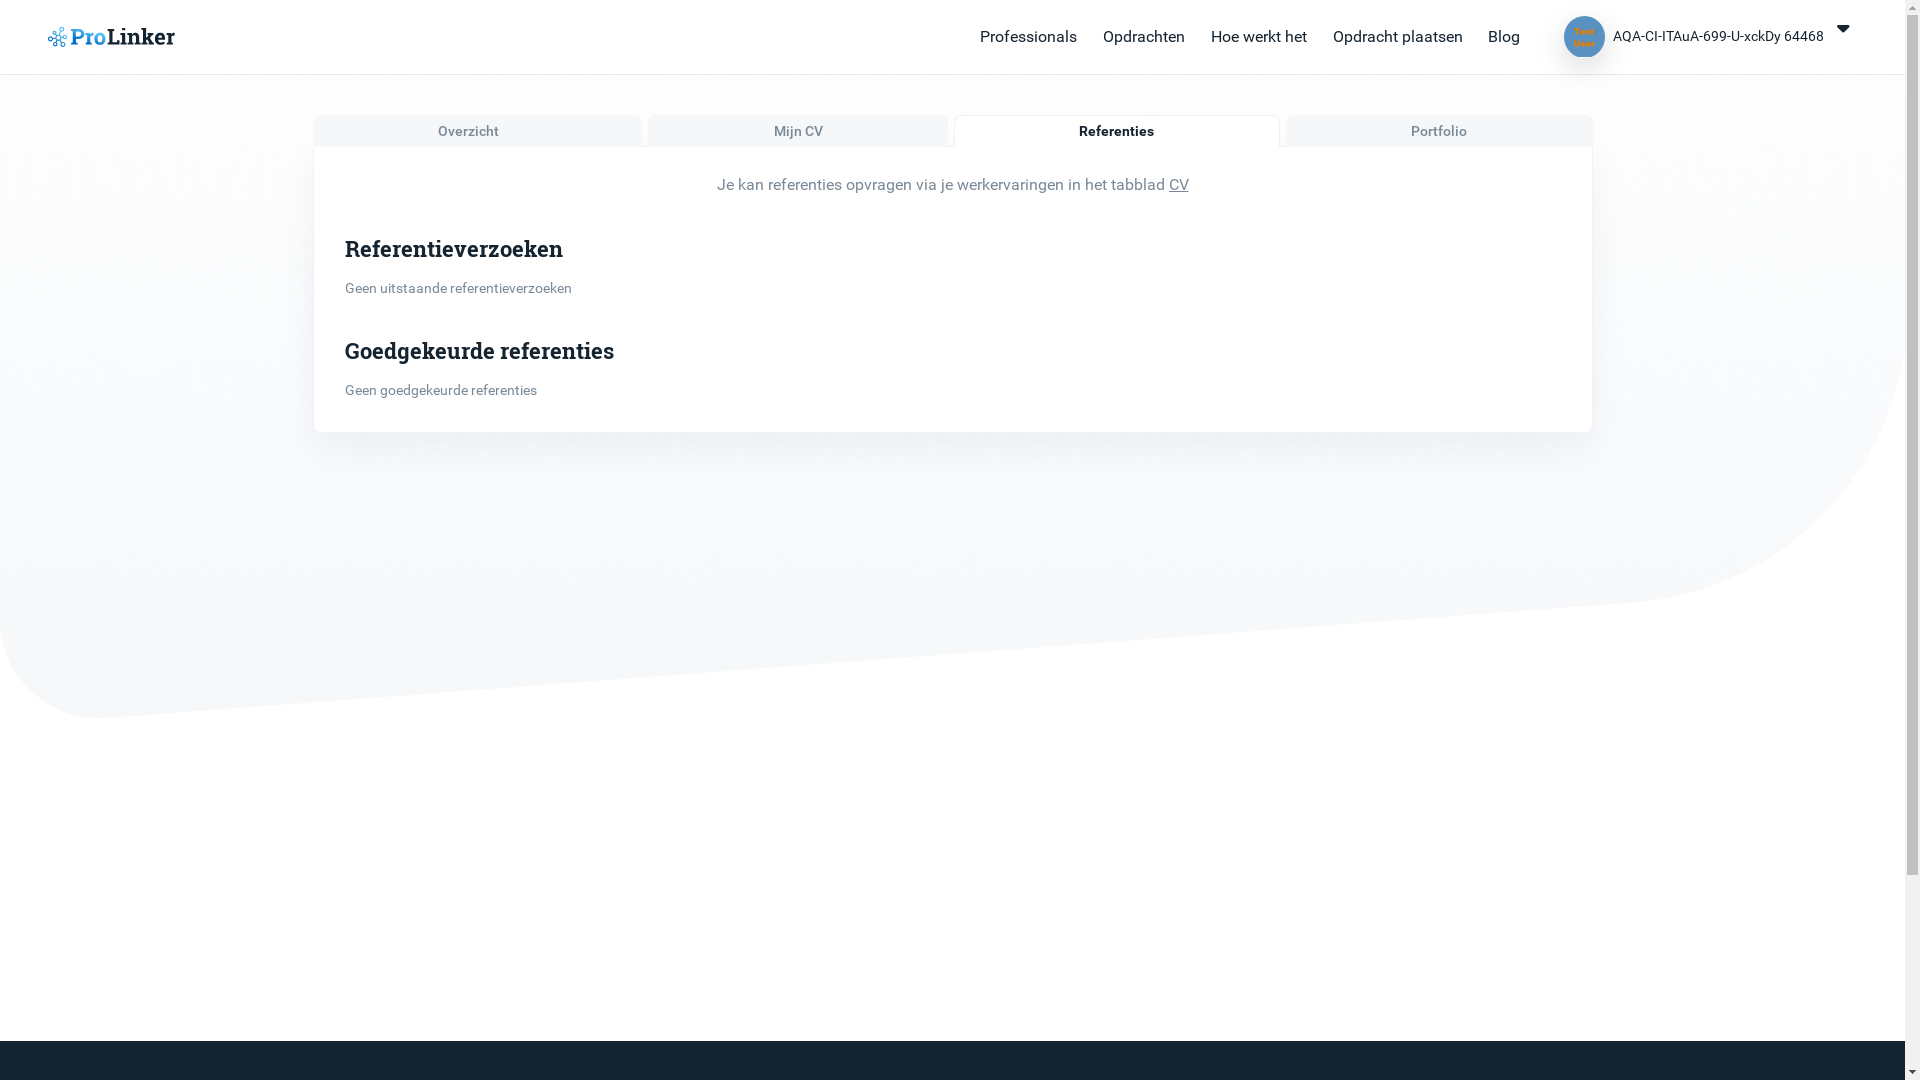 ProLinker
Professionals
Opdrachten
Hoe werkt het
Opdracht plaatsen
Blog
Test
User
AQA-CI-ITAuA-699-U-xckDy 64468
Overzicht
Mijn CV
Referenties
Portfolio
Je kan referenties opvragen via je werkervaringen in het tabblad CV
Referentieverzoeken
Geen uitstaande referentieverzoeken
Goedgekeurde referenties
Geen goedgekeurde referenties